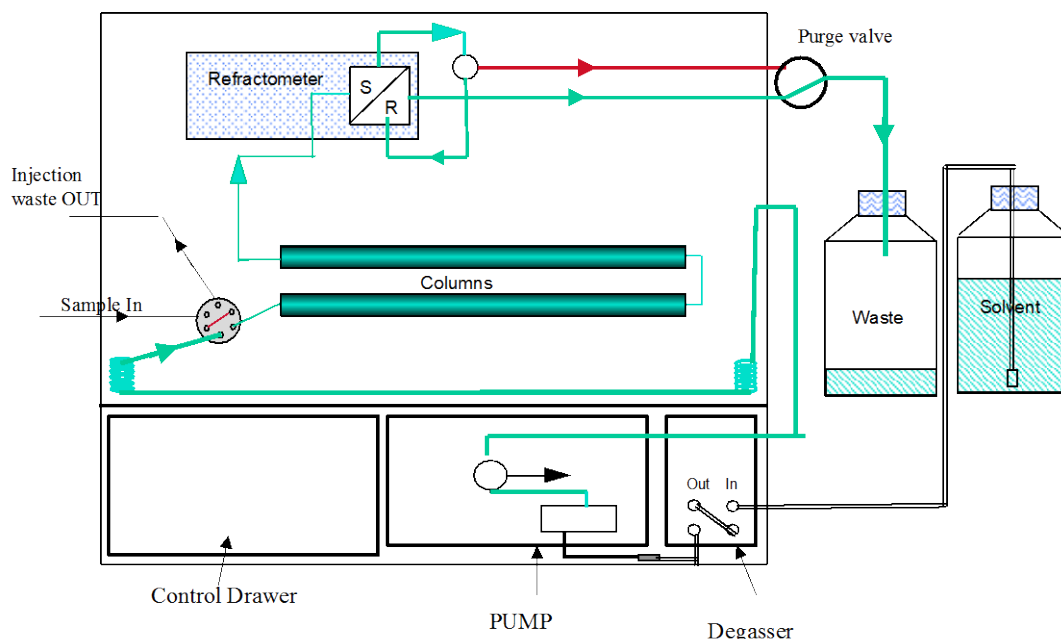 Purge valve
Refractometer
S
R
Injection
waste OUT
Columns
Sample In
Waste
Solvent
Out In
Control Drawer
PUMP
Degasser